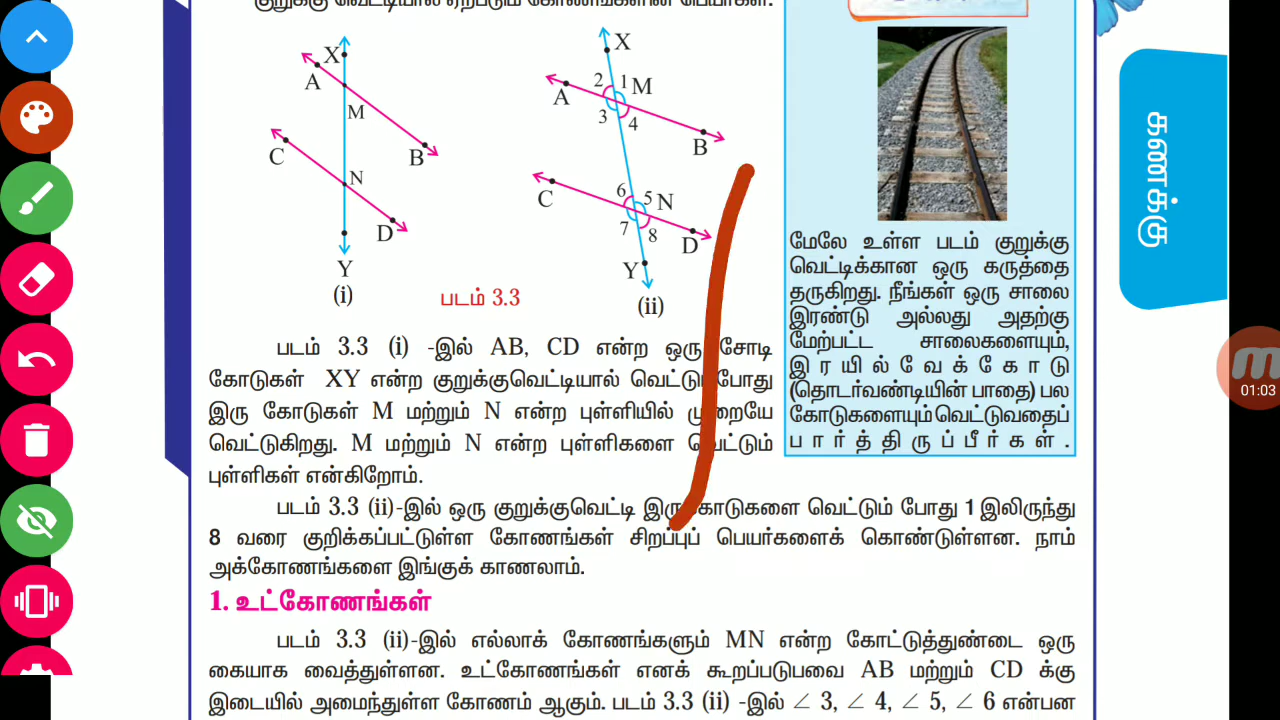 குறுக்கு வெட்டியால் ஏற்படும் கோணங்களின் பெயர்கள்.
X
A
M
B
C
N
D
Y
(i)
X
2 1 M
A
3 4
B
6 5 N
C
7 8
D
Y
(ii)
படம் 3.3
மேலே உள்ள படம் குறுக்கு
வெட்டிக்கான ஒரு கருத்தை
தருகிறது. நீங்கள் ஒரு சாலை
இரண்டு அல்லது அதற்கு
மேற்பட்ட சாலைகளையும்,
இரயில்வேக்கோடு
(தொடர்வண்டியின் பாதை) பல
கோடுகளையும் வெட்டுவதைப்
பார்த்திருப்பீர்கள்.
கணக்கு
படம் 3.3 (i) -இல் AB, CD என்ற ஒரு சோடி
கோடுகள் XY என்ற குறுக்குவெட்டியால் வெட்டும்போது
இரு கோடுகள் M மற்றும் N என்ற புள்ளியில் முறையே
வெட்டுகிறது. M மற்றும் N என்ற புள்ளிகளை வெட்டும்
புள்ளிகள் என்கிறோம்.
படம் 3.3 (ii)-இல் ஒரு குறுக்குவெட்டி இரு கோடுகளை வெட்டும் போது 1 இலிருந்து
8 வரை குறிக்கப்பட்டுள்ள கோணங்கள் சிறப்புப் பெயர்களைக் கொண்டுள்ளன. நாம்
அக்கோணங்களை இங்குக் காணலாம்.
1. உட்கோணங்கள்
படம் 3.3 (ii)-இல் எல்லாக் கோணங்களும் MN என்ற கோட்டுத்துண்டை ஒரு
கையாக வைத்துள்ளன. உட்கோணங்கள் எனக் கூறப்படுபவை AB மற்றும் CD க்கு
இடையில் அமைந்துள்ள கோணம் ஆகும். படம் 3.3 (ii) -இல் ∠ 3, ∠ 4, ∠ 5, ∠ 6 என்பன
01:03